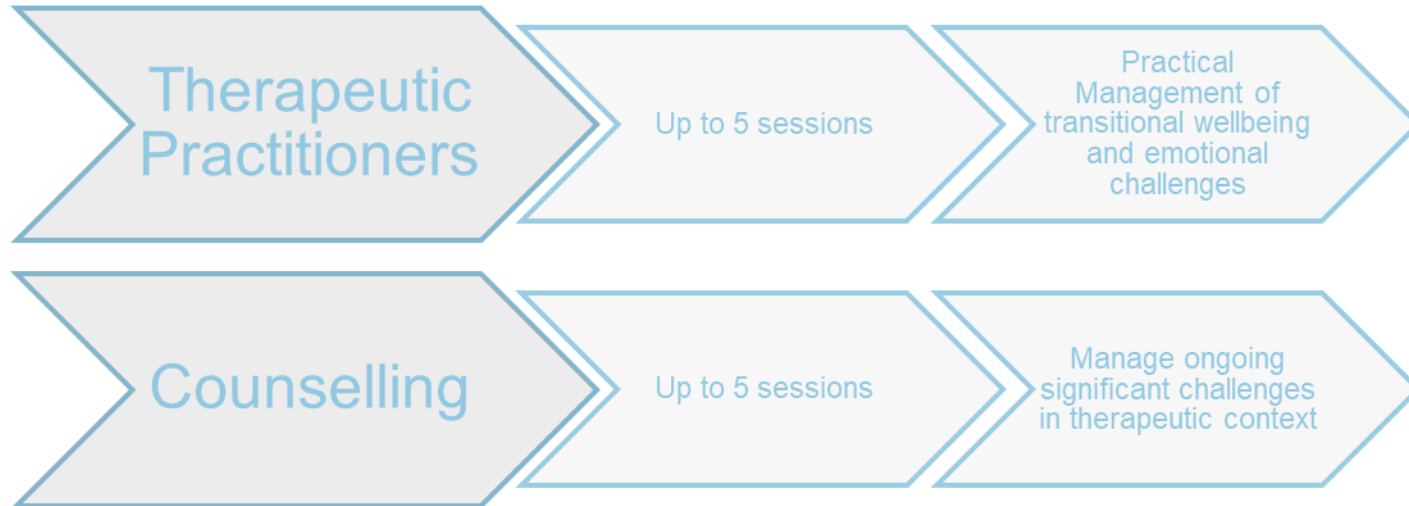 Therapeutic
Practitioners
Up to 5 sessions
Practical
Management of
transitional wellbeing
and emotional
challenges
Counselling
Up to 5 sessions
Manage ongoing
significant challenges
in therapeutic context